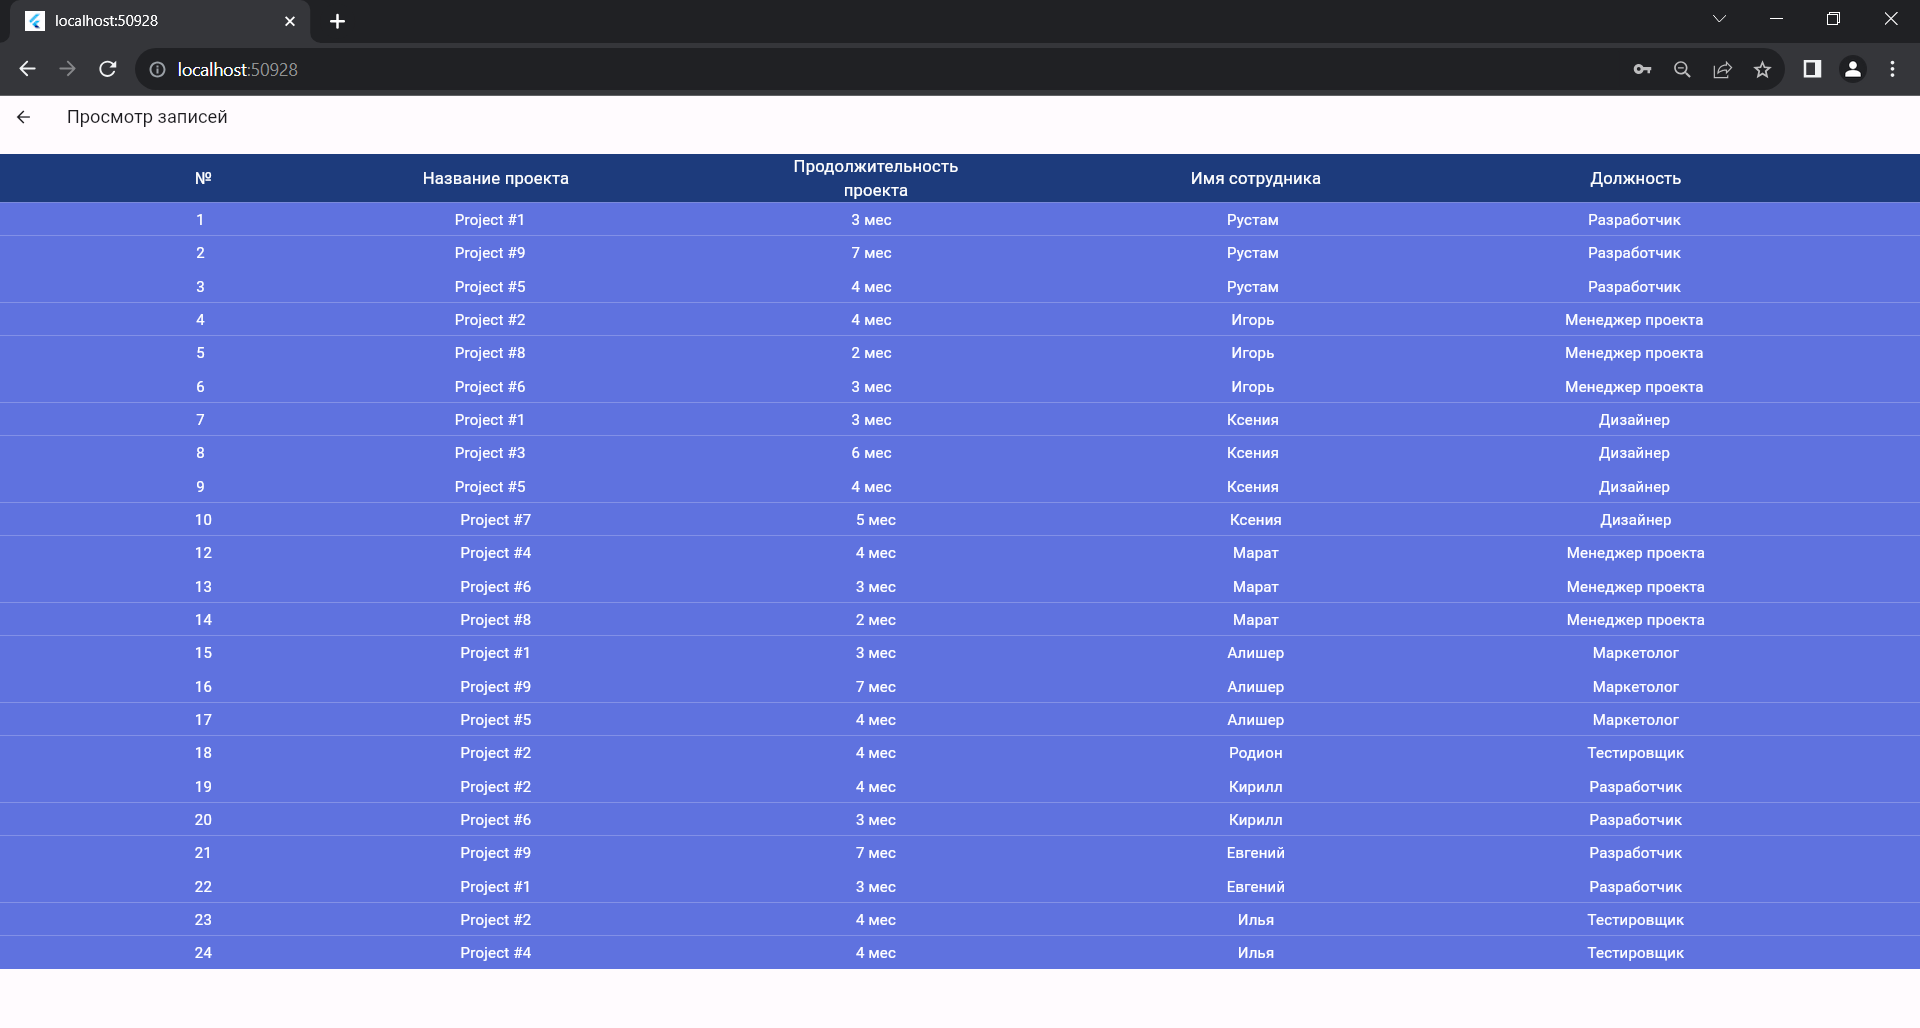 localhost:50928
localhost:50928
Просмотр записей
№ Название проекта Продолжительность проекта Имя сотрудника Должность
1 Project #1 3 мес Рустам Разработчик
2 Project #9 7 мес Рустам Разработчик
3 Project #5 4 мес Рустам Разработчик
4 Project #2 4 мес Игорь Менеджер проекта
5 Project #8 2 мес Игорь Менеджер проекта
6 Project #6 3 мес Игорь Менеджер проекта
7 Project #1 3 мес Ксения Дизайнер
8 Project #3 6 мес Ксения Дизайнер
9 Project #5 4 мес Ксения Дизайнер
10 Project #7 5 мес Ксения Дизайнер
12 Project #4 4 мес Марат Менеджер проекта
13 Project #6 3 мес Марат Менеджер проекта
14 Project #8 2 мес Марат Менеджер проекта
15 Project #1 3 мес Алишер Маркетолог
16 Project #9 7 мес Алишер Маркетолог
17 Project #5 4 мес Алишер Маркетолог
18 Project #2 4 мес Родион Тестировщик
19 Project #2 4 мес Кирилл Разработчик
20 Project #6 3 мес Кирилл Разработчик
21 Project #9 7 мес Евгений Разработчик
22 Project #1 3 мес Евгений Разработчик
23 Project #2 4 мес Илья Тестировщик
24 Project #4 4 мес Илья Тестировщик